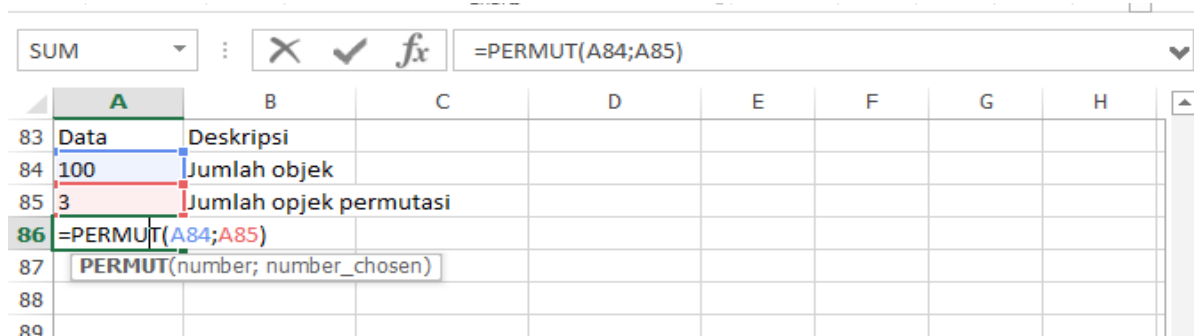 SUM fx =PERMUT(A84;A85)
A B C D E F G H
83 Data Deskripsi
84 100 Jumlah objek
85 3 Jumlah opjek permutasi
86 =PERMUT(A84;A85)
87 PERMUT(number; number_chosen)
88
89